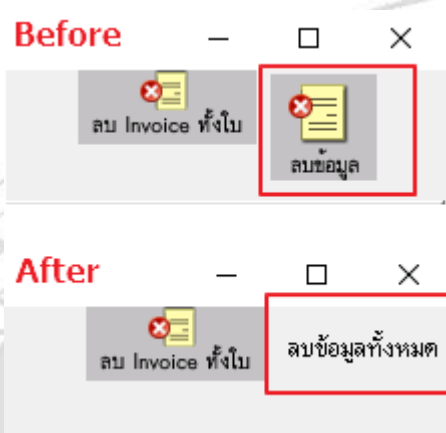 Before
ลบ Invoice ทั้งใบ
ลบข้อมูล
After
ลบ Invoice ทั้งใบ
ลบข้อมูลทั้งหมด